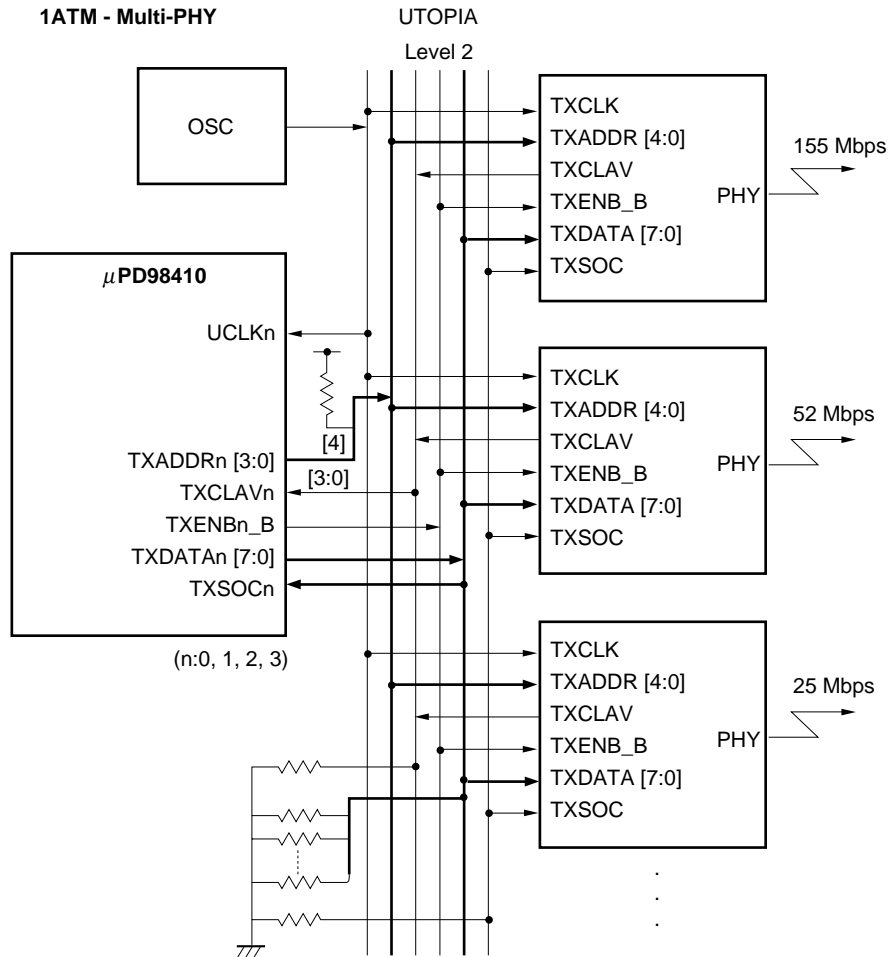 1ATM - Multi-PHY
UTOPIA
Level 2
OSC
TXCLK
TXADDR [4:0]
TXCLAV
TXENB_B
TXDATA [7:0]
TXSOC
PHY
155 Mbps
μPD98410
UCLKn
[4]
TXADDRn [3:0]
[3:0]
TXCLAVn
TXENBn_B
TXDATAn [7:0]
TXSOCn
(n:0, 1, 2, 3)
TXCLK
TXADDR [4:0]
TXCLAV
TXENB_B
TXDATA [7:0]
TXSOC
PHY
52 Mbps
TXCLK
TXADDR [4:0]
TXCLAV
TXENB_B
TXDATA [7:0]
TXSOC
PHY
25 Mbps